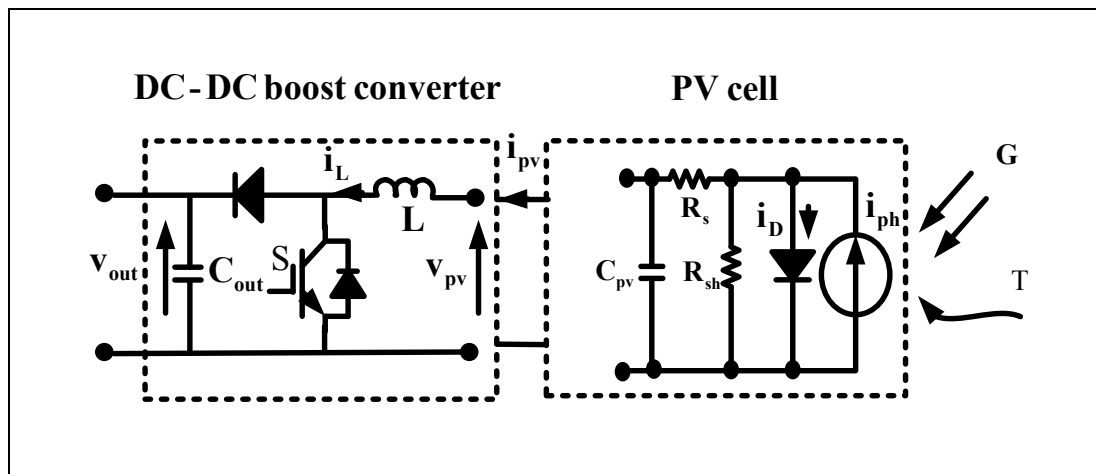 DC-DC boost converter
PV cell
i_L
i_pv
G
L
R_s
i_D
i_ph
v_out
C_out
S
v_pv
C_pv
R_sh
T